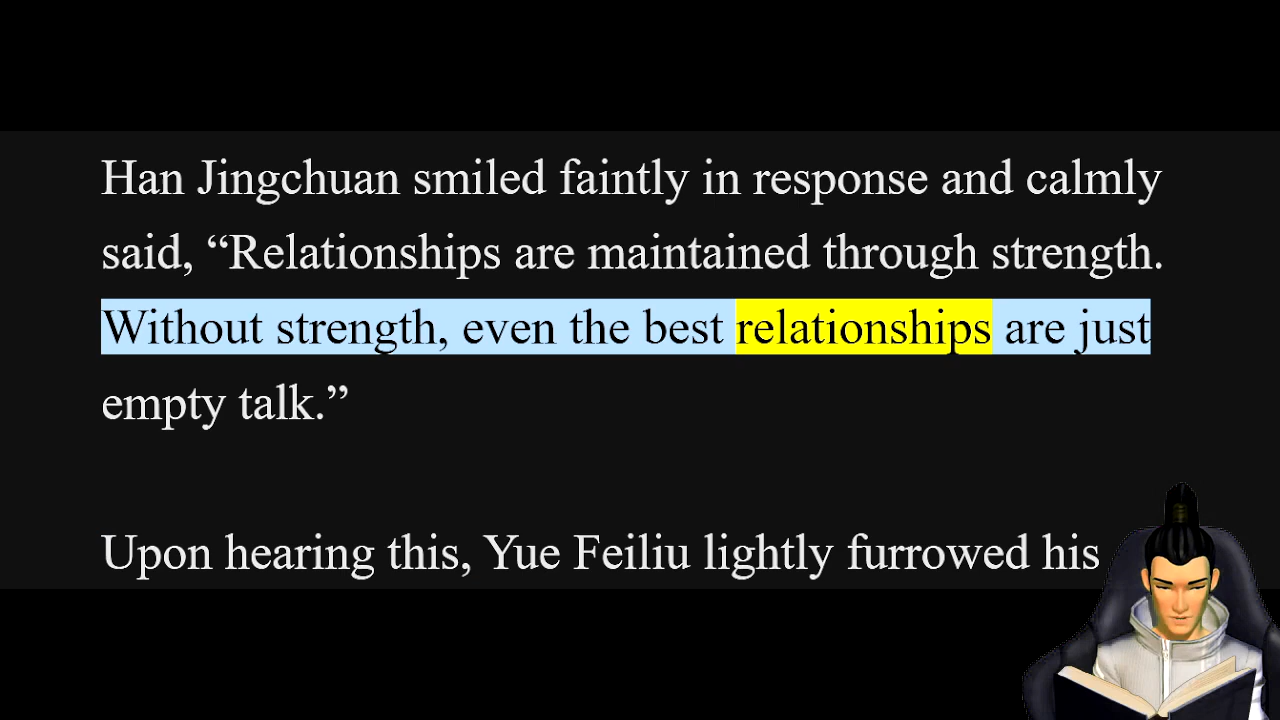 Han Jingchuan smiled faintly in response and calmly
said, “Relationships are maintained through strength.
Without strength, even the best relationships are just
empty talk.”
Upon hearing this, Yue Feiliu lightly furrowed his